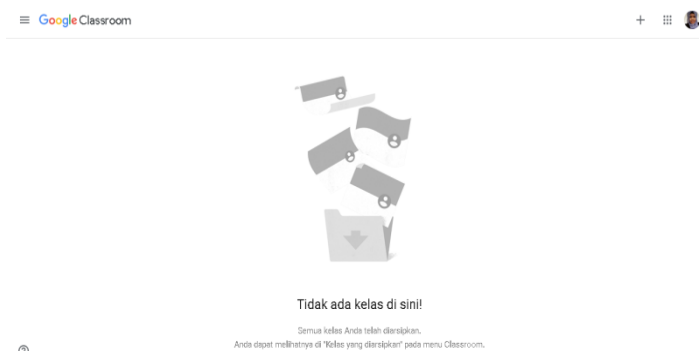 Google Classroom
Tidak ada kelas di sini!
Semua kelas Anda telah diarsipkan.
Anda dapat melihatnya di "Kelas yang diarsipkan" pada menu Classroom.